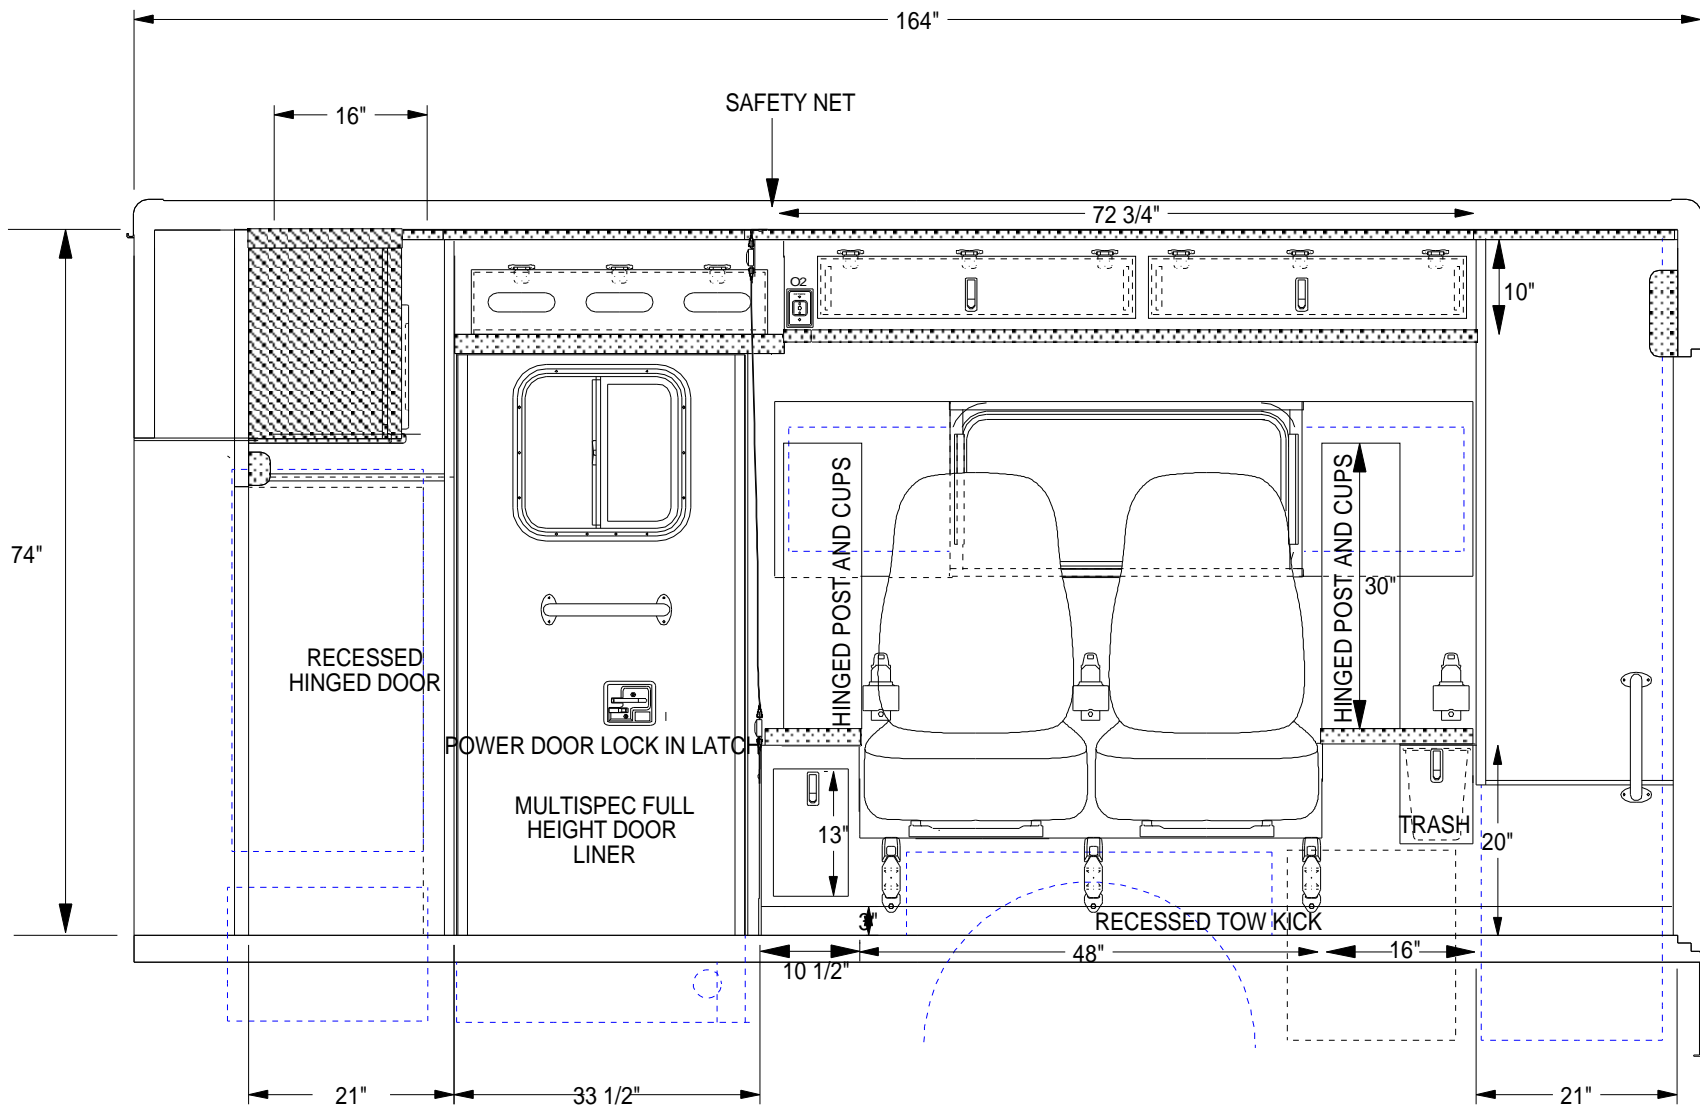 164"
16"
SAFETY NET
72 3/4"
O2
10"
74"
HINGED POST AND CUPS
HINGED POST AND CUPS
30"
RECESSED
HINGED DOOR
POWER DOOR LOCK IN LATCH
MULTISPEC FULL
HEIGHT DOOR
LINER
13"
TRASH
20"
3"
RECESSED TOW KICK
10 1/2"
48"
16"
21"
33 1/2"
21"